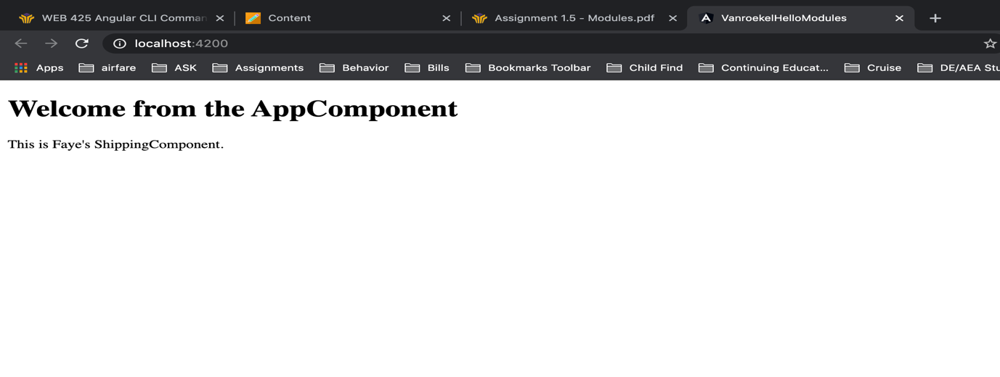 WEB 425 Angular CLI Comman
Content
Assignment 1.5 - Modules.pdf
VanroekelHelloModules
localhost:4200
Apps airfare ASK Assignments Behavior Bills Bookmarks Toolbar Child Find Continuing Educat... Cruise DE/AEA Stu
Welcome from the AppComponent
This is Faye's ShippingComponent.